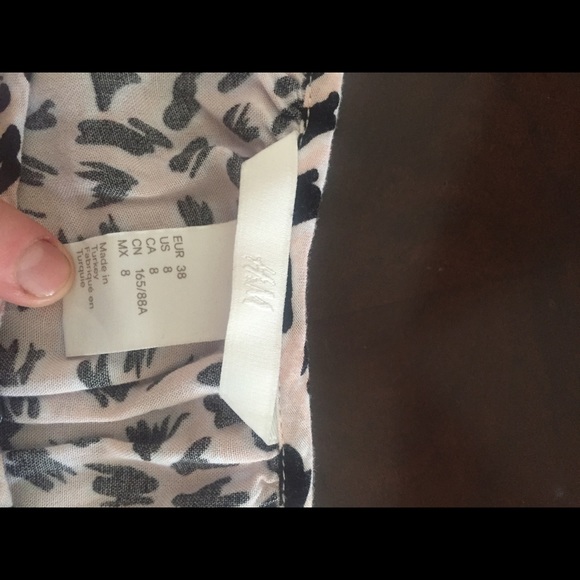 H&M
EUR 38
US 8
CA 8
CN 165/88A
MX 8
Made in
Turkey
Fabriqué en
Turquie